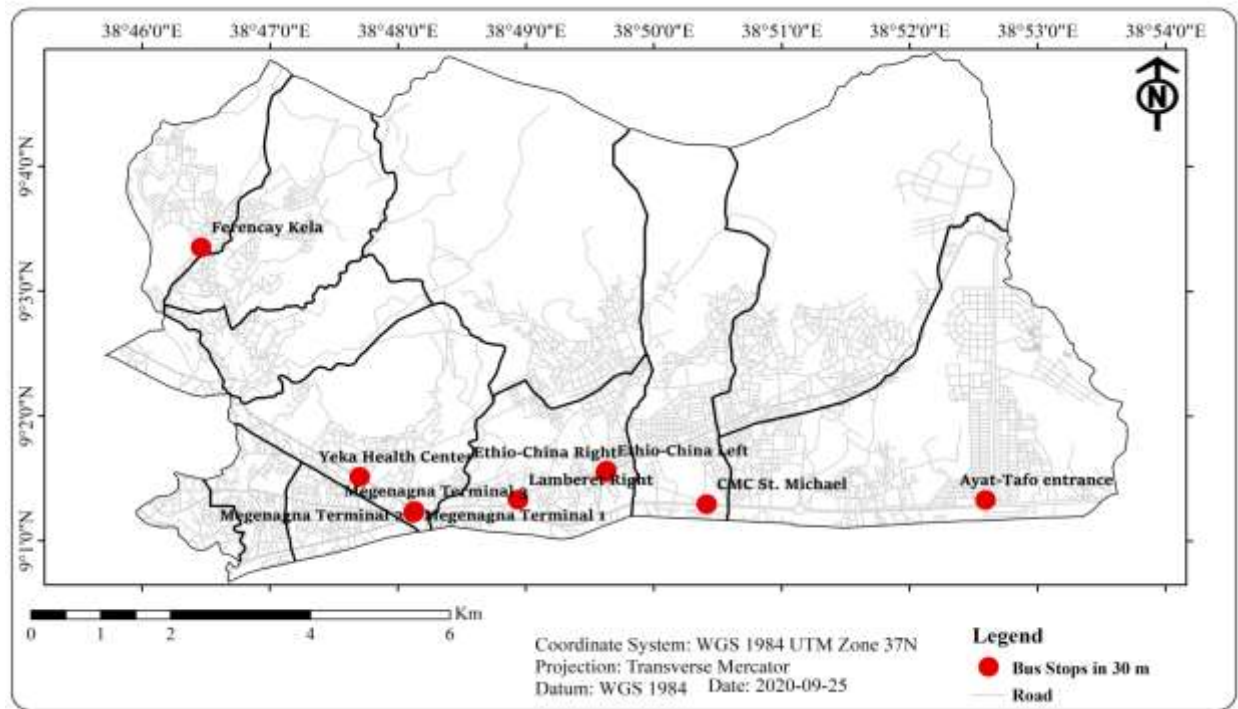 38°46'0"E 38°47'0"E 38°48'0"E 38°49'0"E 38°50'0"E 38°51'0"E 38°52'0"E 38°53'0"E 38°54'0"E
N
9°4'0"N
Ferencay Kela
9°3'0"N
9°2'0"N
Yeka Health Center Ethio-China Right Ethio-China Left
Megenagna Terminal 3 Lamberet Right CMC St. Michael Ayat-Tafo entrance
Megenagna Terminal 2 Megenagna Terminal 1
9°1'0"N
Km
0 1 2 4 6
Coordinate System: WGS 1984 UTM Zone 37N
Projection: Transverse Mercator
Datum: WGS 1984 Date: 2020-09-25
Legend
Bus Stops in 30 m
Road